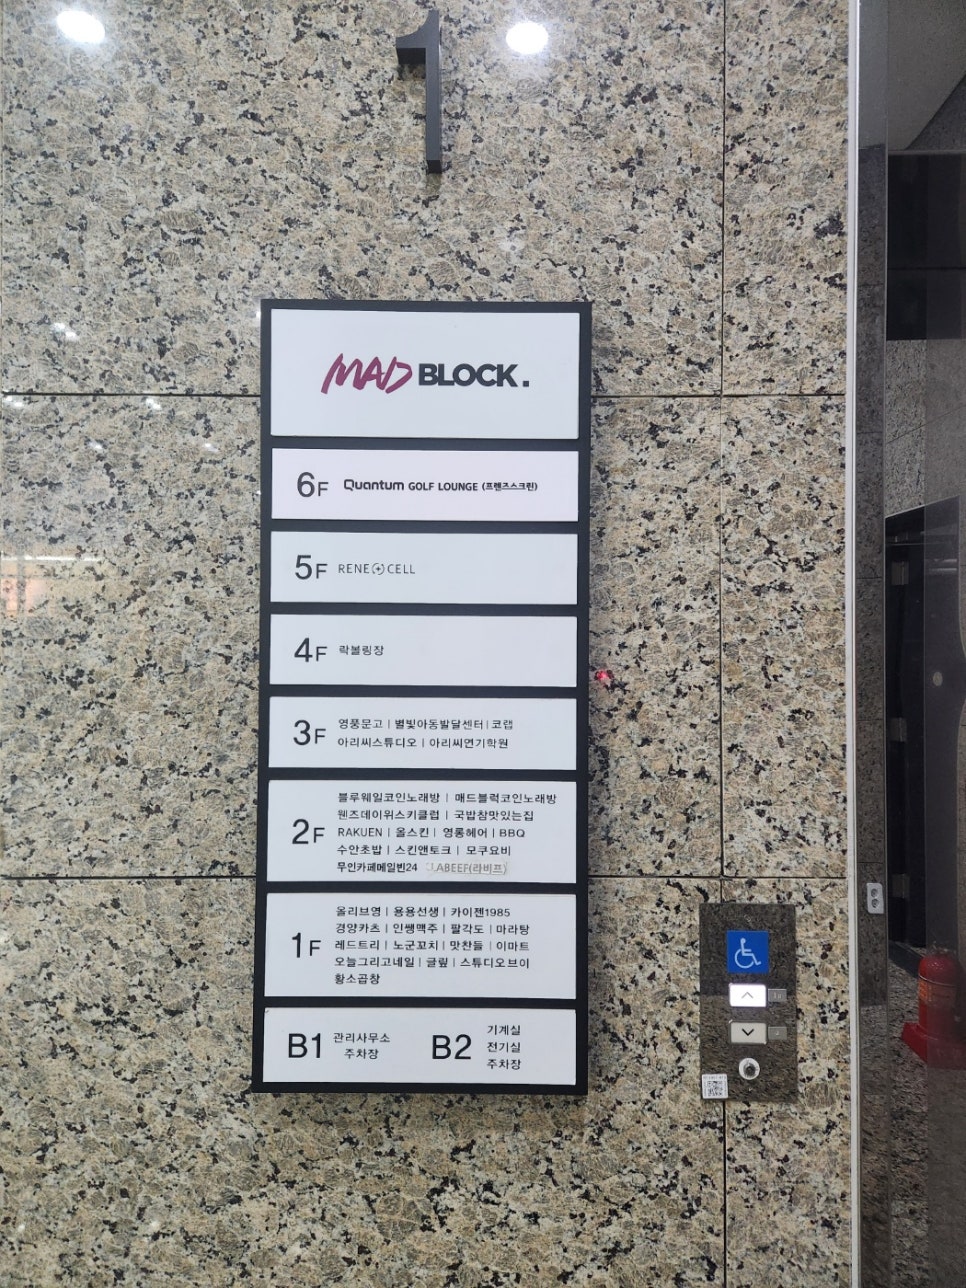 1
MAD BLOCK.
6F Quantum GOLF LOUNGE (프렌즈스크린)
5F RENE CELL
4F 락볼링장
3F 영풍문고 | 별빛아동발달센터 | 코랩
아리씨스튜디오 | 아리씨연기학원
2F 블루웨일코인노래방 | 매드블럭코인노래방
웬즈데이위스키클럽 | 국밥참맛있는집
RAKUEN | 올스킨 | 영롱헤어 | BBQ
수안초밥 | 스킨앤토크 | 모쿠요비
무인카페메일빈24 LABEEF(라비프)
1F 올리브영 | 용용선생 | 카이젠1985
경양카츠 | 인쌩맥주 | 팔각도 | 마라탕
레드트리 | 노군꼬치 | 맛찬들 | 이마트
오늘그리고네일 | 글맆 | 스튜디오브이
황소곱창
B1 관리사무소
주차장
B2 기계실
전기실
주차장